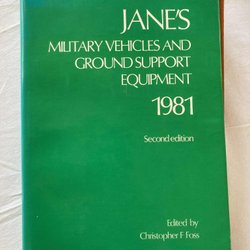 JANE'S
MILITARY VEHICLES AND
GROUND SUPPORT
EQUIPMENT
1981
Second edition
Edited by
Christopher F Foss